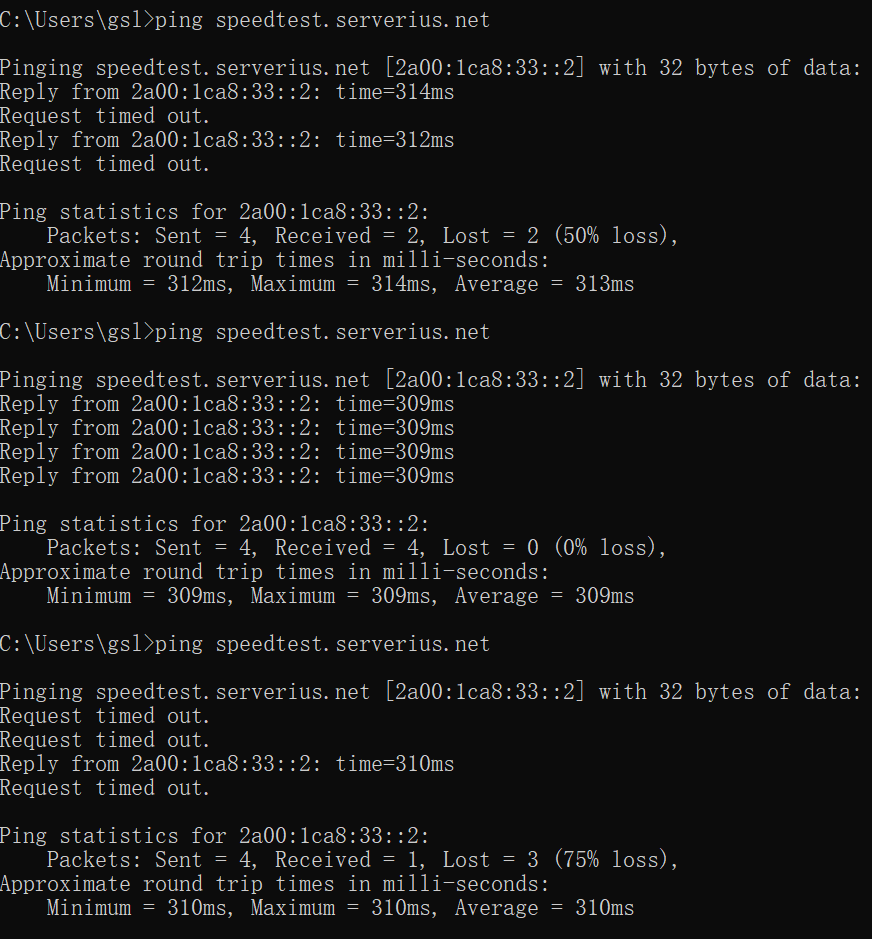 C:\Users\gsl>ping speedtest.serverius.net
Pinging speedtest.serverius.net [2a00:1ca8:33::2] with 32 bytes of data:
Reply from 2a00:1ca8:33::2: time=314ms
Request timed out.
Reply from 2a00:1ca8:33::2: time=312ms
Request timed out.
Ping statistics for 2a00:1ca8:33::2:
    Packets: Sent = 4, Received = 2, Lost = 2 (50% loss),
Approximate round trip times in milli-seconds:
    Minimum = 312ms, Maximum = 314ms, Average = 313ms
C:\Users\gsl>ping speedtest.serverius.net
Pinging speedtest.serverius.net [2a00:1ca8:33::2] with 32 bytes of data:
Reply from 2a00:1ca8:33::2: time=309ms
Reply from 2a00:1ca8:33::2: time=309ms
Reply from 2a00:1ca8:33::2: time=309ms
Reply from 2a00:1ca8:33::2: time=309ms
Ping statistics for 2a00:1ca8:33::2:
    Packets: Sent = 4, Received = 4, Lost = 0 (0% loss),
Approximate round trip times in milli-seconds:
    Minimum = 309ms, Maximum = 309ms, Average = 309ms
C:\Users\gsl>ping speedtest.serverius.net
Pinging speedtest.serverius.net [2a00:1ca8:33::2] with 32 bytes of data:
Request timed out.
Request timed out.
Reply from 2a00:1ca8:33::2: time=310ms
Request timed out.
Ping statistics for 2a00:1ca8:33::2:
    Packets: Sent = 4, Received = 1, Lost = 3 (75% loss),
Approximate round trip times in milli-seconds:
    Minimum = 310ms, Maximum = 310ms, Average = 310ms